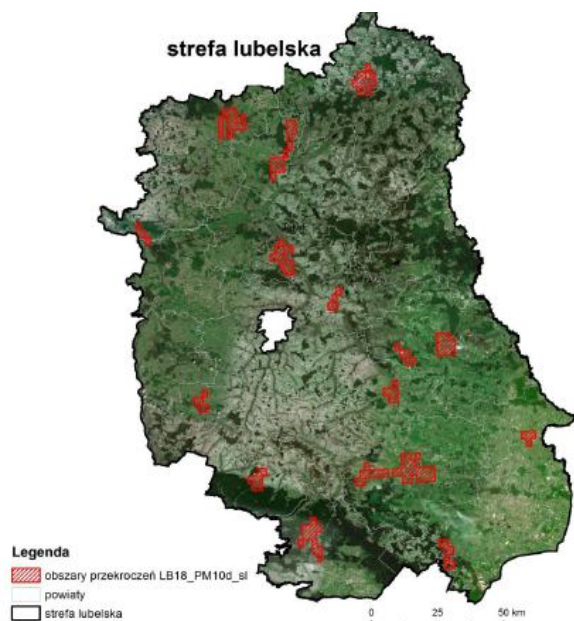 strefa lubelska
Legenda
obszary przekroczeń LB18_PM10d_sl
powiaty
strefa lubelska
0 25 50 km